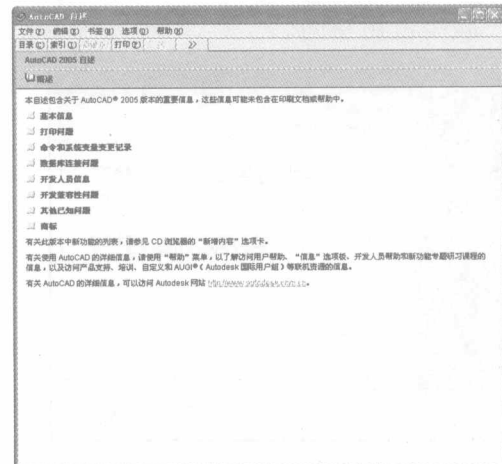 AutoCAD 自述
文件(F) 编辑(E) 书签(M) 选项(O) 帮助(H)
目录(C) 索引(I) 打印(P) >>
AutoCAD 2005 自述
概述
本自述包含关于 AutoCAD® 2005 版本的重要信息，这些信息可能未包含在印刷文档或帮助中。
基本信息
打印问题
命令和系统变量变更记录
数据库连接问题
开发人员信息
开发兼容性问题
其他已知问题
商标
有关此版本中新功能的列表，请参见 CD 浏览器的“新增内容”选项卡。
有关使用 AutoCAD 的详细信息，请使用“帮助”菜单，以了解访问用户帮助、“信息”选项板、开发人员帮助和新功能专题研习课程的
信息，以及访问产品支持、培训、自定义和 AUGI®（Autodesk 国际用户组）等联机资源的信息。
有关 AutoCAD 的详细信息，可以访问 Autodesk 网站 http://www.autodesk.com.cn。